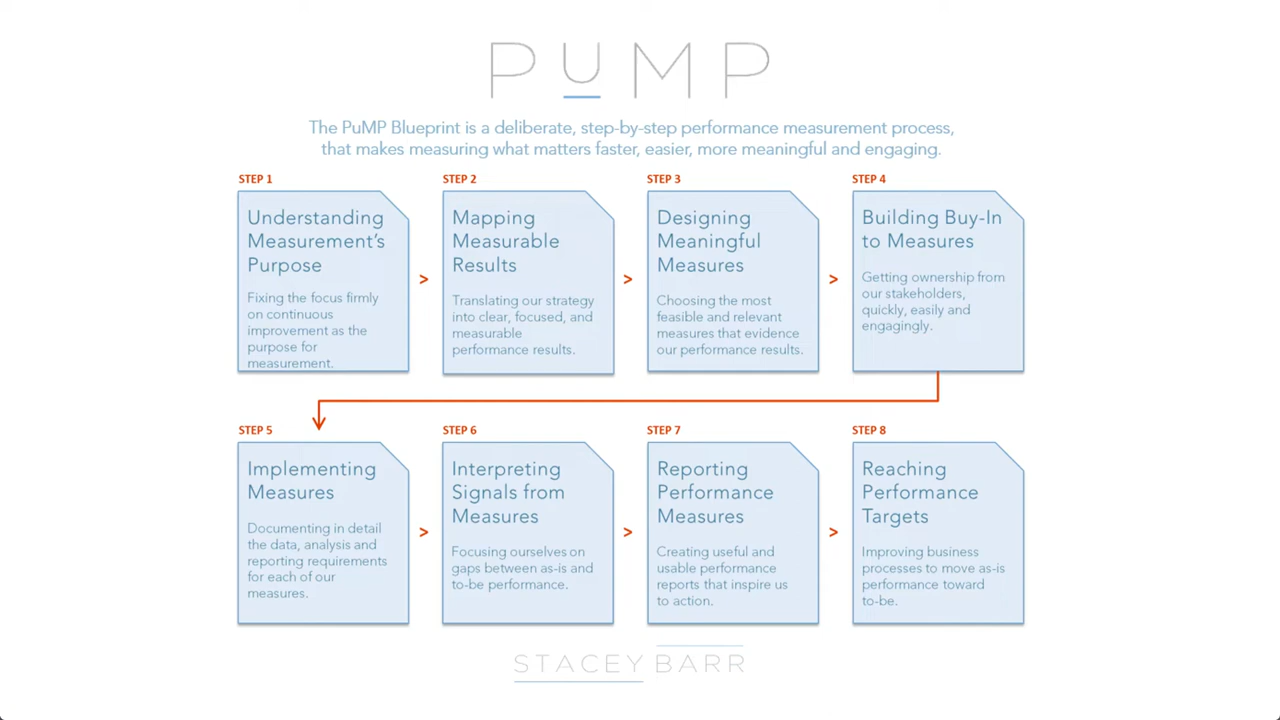 PuMP
The PuMP Blueprint is a deliberate, step-by-step performance measurement process,
that makes measuring what matters faster, easier, more meaningful and engaging.
STEP 1
Understanding
Measurement's
Purpose
Fixing the focus firmly
on continuous
improvement as the
purpose for
measurement.
>
STEP 2
Mapping
Measurable
Results
Translating our strategy
into clear, focused, and
measurable
performance results.
>
STEP 3
Designing
Meaningful
Measures
Choosing the most
feasible and relevant
measures that evidence
our performance results.
>
STEP 4
Building Buy-In
to Measures
Getting ownership from
our stakeholders,
quickly, easily and
engagingly.
STEP 5
Implementing
Measures
Documenting in detail
the data, analysis and
reporting requirements
for each of our
measures.
>
STEP 6
Interpreting
Signals from
Measures
Focusing ourselves on
gaps between as-is and
to-be performance.
>
STEP 7
Reporting
Performance
Measures
Creating useful and
usable performance
reports that inspire us
to action.
>
STEP 8
Reaching
Performance
Targets
Improving business
processes to move as-is
performance toward
to-be.
STACEY BARR